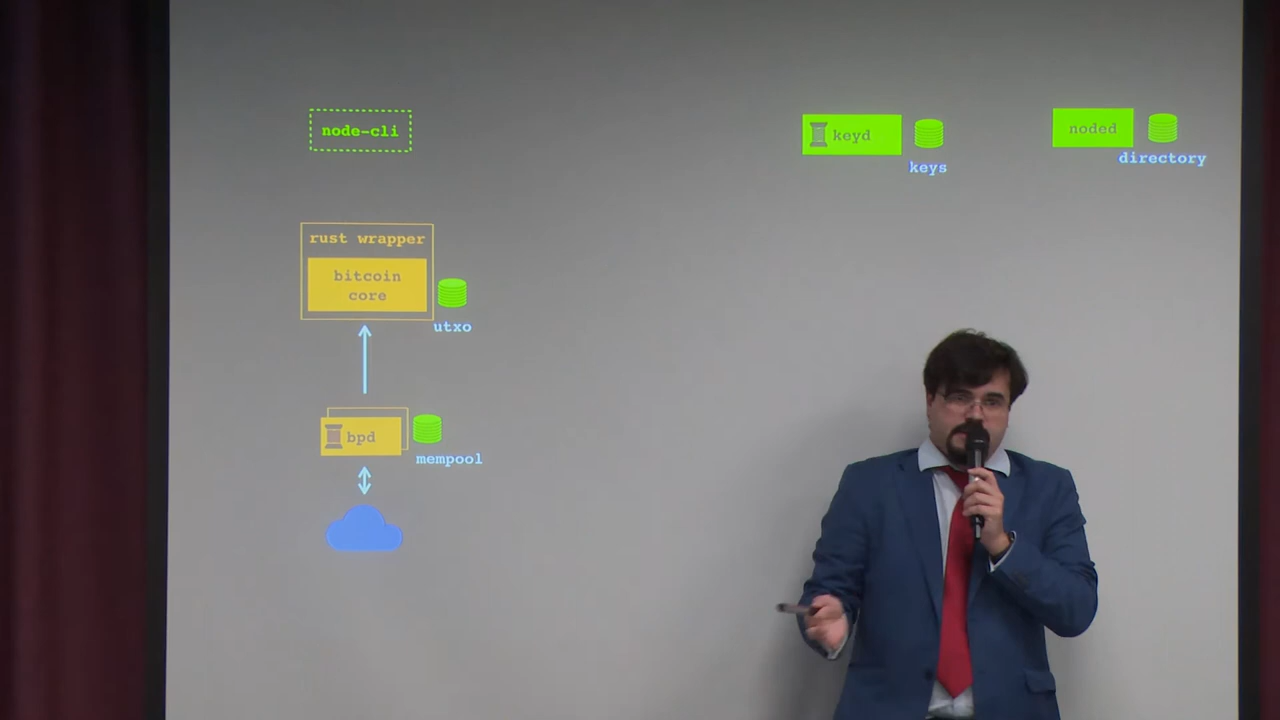 node-cli
keyd
keys
noded
directory
rust wrapper
bitcoin
core
utxo
bpd
mempool